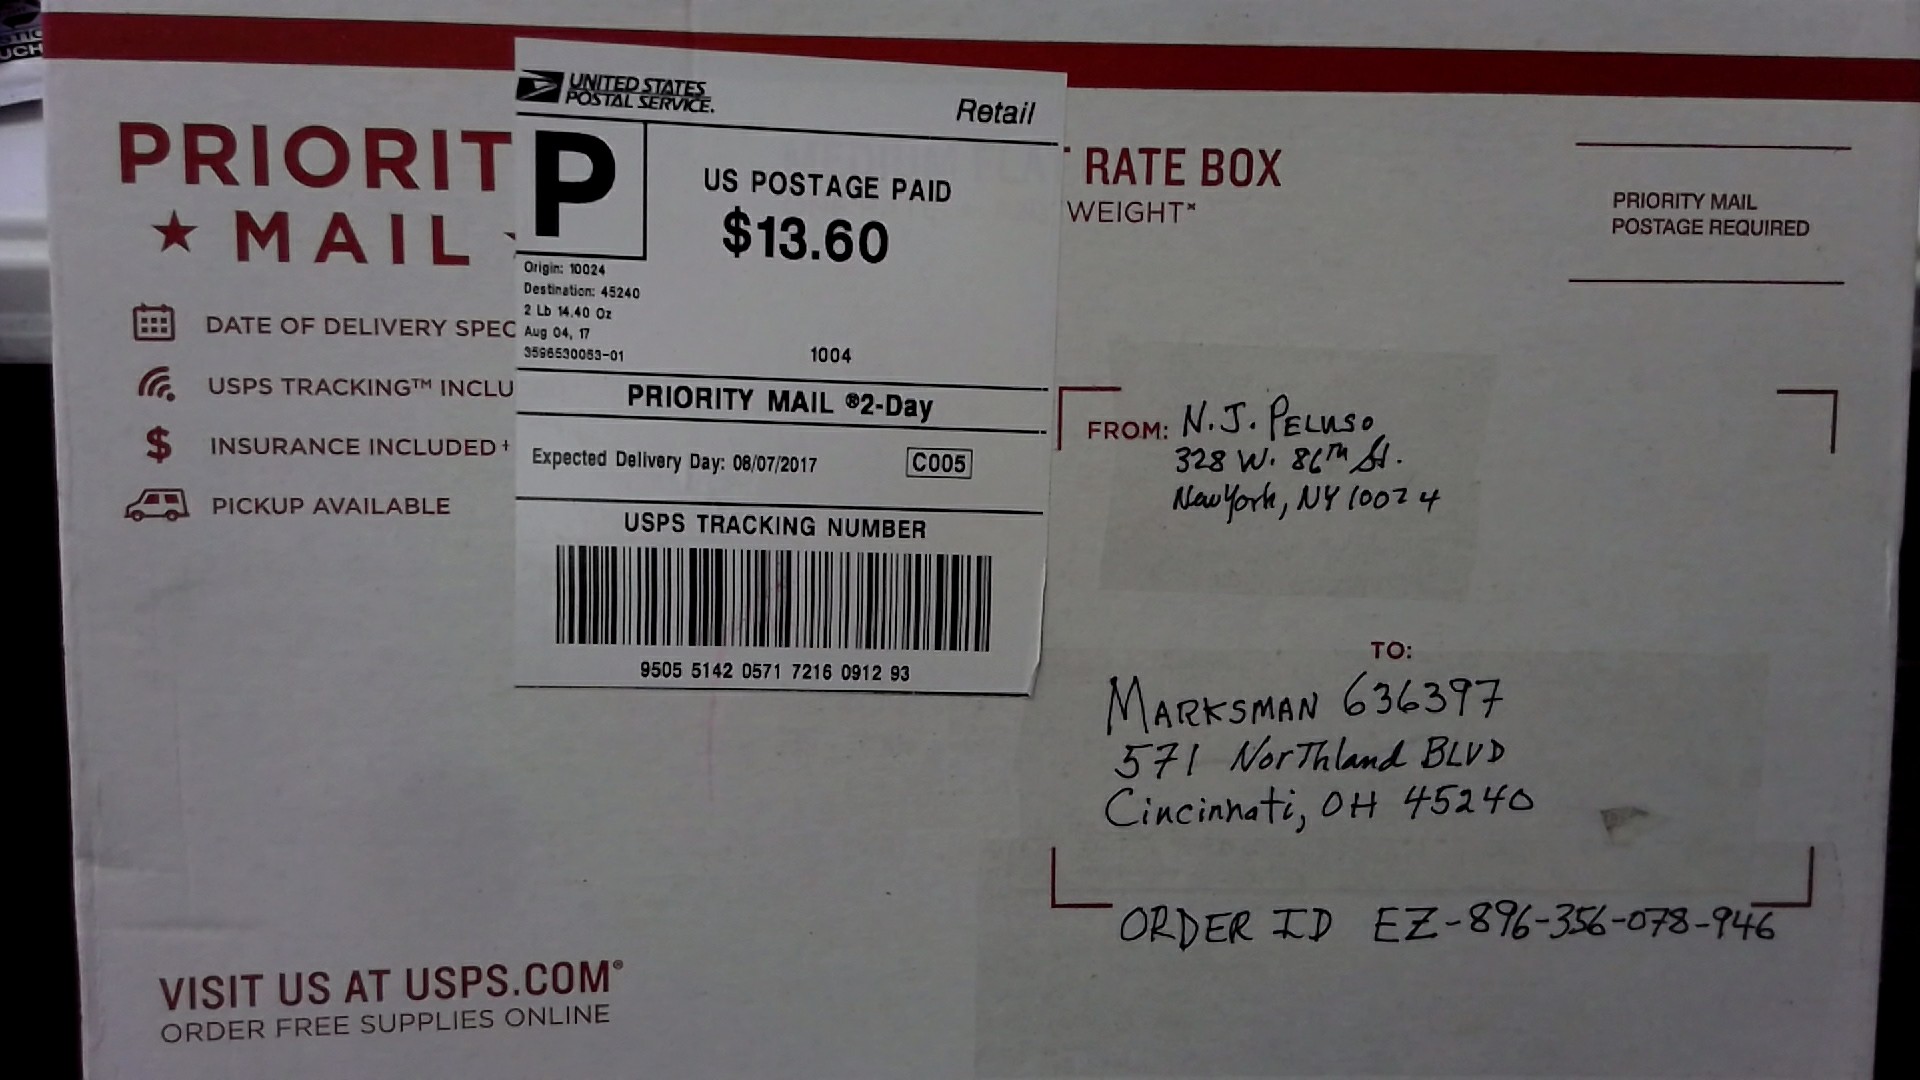 UCH
PRIORIT
★ MAIL
DATE OF DELIVERY SPEC
USPS TRACKING™ INCLU
$ INSURANCE INCLUDED†
PICKUP AVAILABLE
UNITED STATES
POSTAL SERVICE.
Retail
P
US POSTAGE PAID
$13.60
Origin: 10024
Destination: 45240
2 Lb 14.40 Oz
Aug 04, 17
3596530053-01
1004
PRIORITY MAIL ®2-Day
Expected Delivery Day: 08/07/2017
C005
USPS TRACKING NUMBER
9505 5142 0571 7216 0912 93
RATE BOX
WEIGHT*
PRIORITY MAIL
POSTAGE REQUIRED
FROM: N.J. PELUSO
328 W. 86TH St.
New York, NY 10024
TO:
MARKSMAN 636397
571 NorThland BLVD
Cincinnati, OH 45240
ORDER ID EZ-896-356-078-946
VISIT US AT USPS.COM®
ORDER FREE SUPPLIES ONLINE